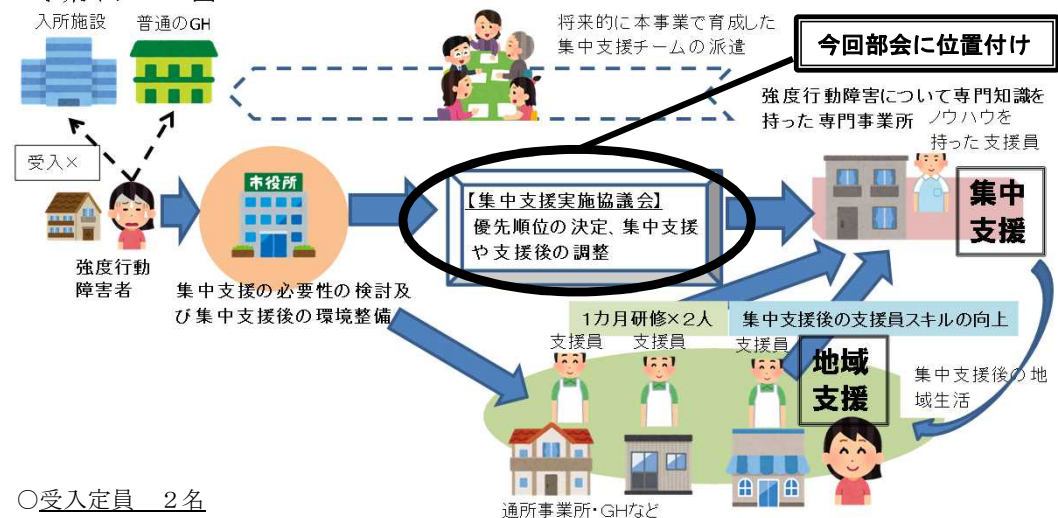 入所施設
普通のGH
将来的に本事業で育成した
集中支援チームの派遣
今回部会に位置付け
強度行動障害について専門知識を
持った専門事業所
ノウハウを
持った支援員
受入×
市役所
【集中支援実施協議会】
優先順位の決定、集中支援
や支援後の調整
集中
支援
強度行動
障害者
集中支援の必要性の検討及
び集中支援後の環境整備
1カ月研修×2人
集中支援後の支援員スキルの向上
支援員
支援員
支援員
地域
支援
集中支援後の地
域生活
○受入定員 2名
通所事業所・GHなど